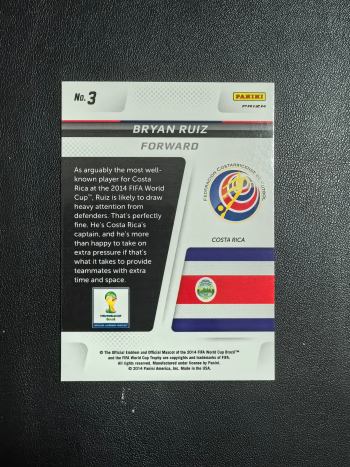 No. 3
PANINI
PRIZM
BRYAN RUIZ
FORWARD
As arguably the most well-
known player for Costa
Rica at the 2014 FIFA World
Cup™, Ruiz is likely to draw
heavy attention from
defenders. That's perfectly
fine. He's Costa Rica's
captain, and he's more
than happy to take on
extra pressure if that's
what it takes to provide
teammates with extra
time and space.
FEDERACIÓN COSTARRICENSE DE FÚTBOL
COSTA RICA
© The Official Emblem and Official Mascot of the 2014 FIFA World Cup Brazil™
and the FIFA World Cup Trophy are copyrights and trademarks of FIFA.
All rights reserved. Manufactured under license by Panini.
© 2014 Panini America, Inc. Made in the USA.